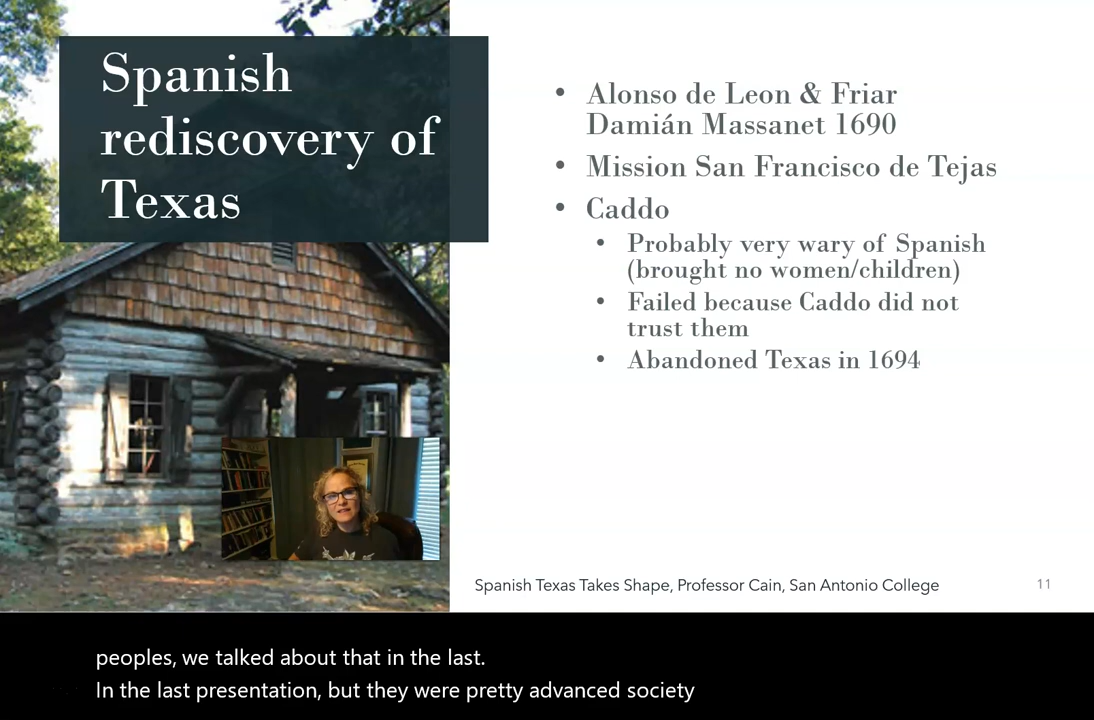 Spanish
rediscovery of
Texas
• Alonso de Leon & Friar
Damián Massanet 1690
• Mission San Francisco de Tejas
• Caddo
• Probably very wary of Spanish
(brought no women/children)
• Failed because Caddo did not
trust them
• Abandoned Texas in 1694
Spanish Texas Takes Shape, Professor Cain, San Antonio College
11
peoples, we talked about that in the last.
In the last presentation, but they were pretty advanced society